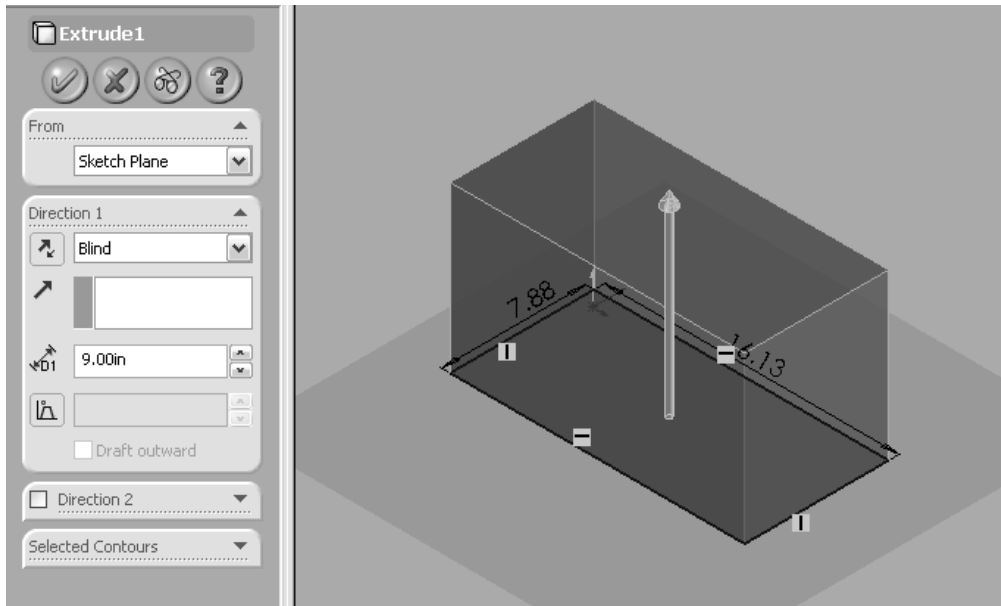 Extrude1
?
From
Sketch Plane
Direction 1
Blind
D1
9.00in
Draft outward
Direction 2
Selected Contours
7.88
16.13